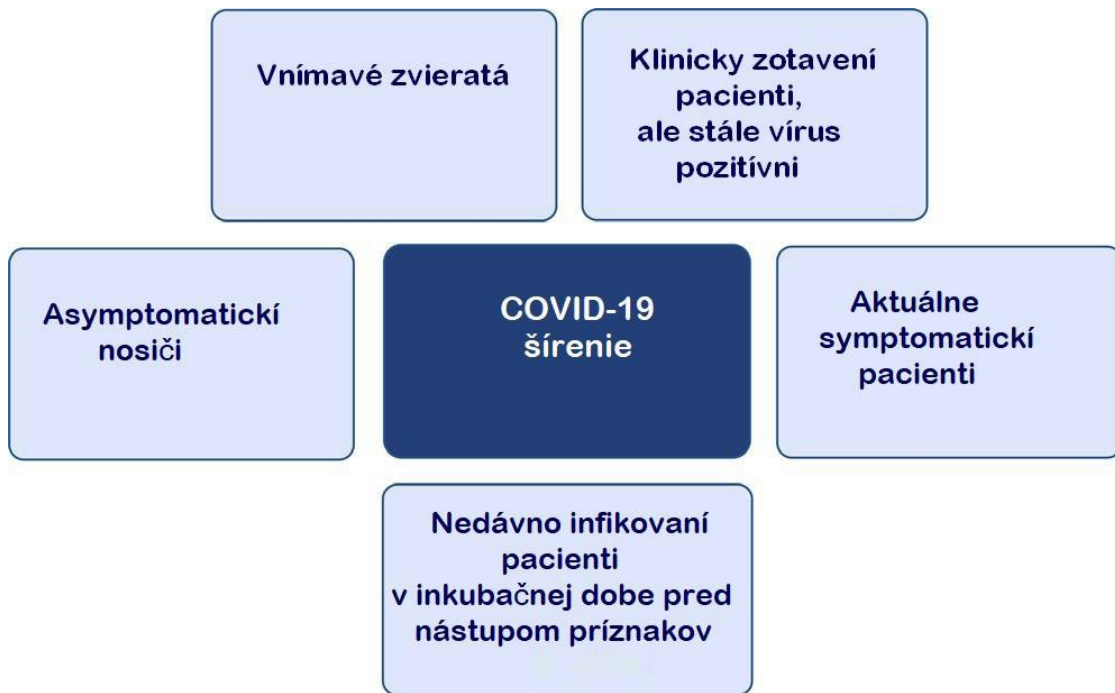 Vnímavé zvieratá
Klinicky zotavení
pacienti,
ale stále vírus
pozitívni
Asymptomatickí
nosiči
COVID-19
šírenie
Aktuálne
symptomatickí
pacienti
Nedávno infikovaní
pacienti
v inkubačnej dobe pred
nástupom príznakov